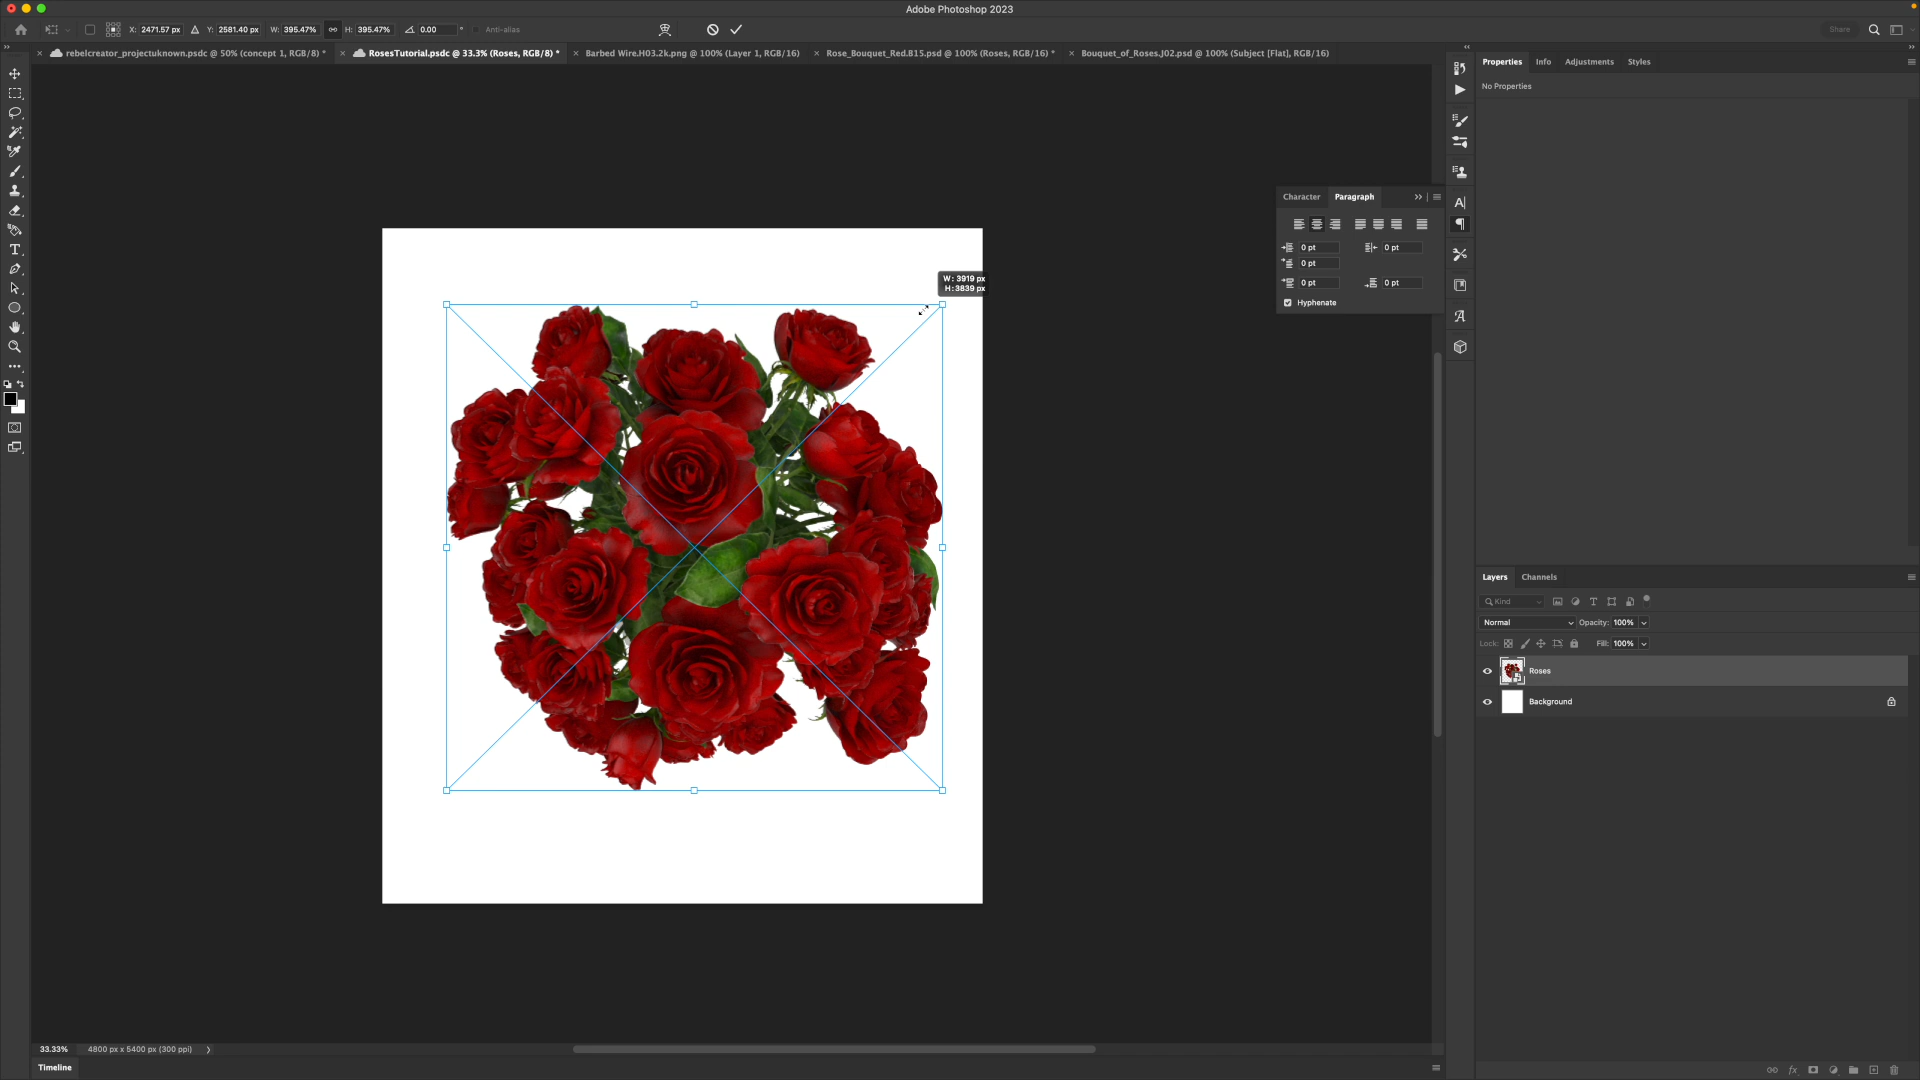 Adobe Photoshop 2023
X: 2471.57 px Y: 2581.40 px W: 395.47% H: 395.47% 0.00 ° Anti-alias Share
rebelcreator_projectuknown.psdc @ 50% (concept 1, RGB/8) * RosesTutorial.psdc @ 33.3% (Roses, RGB/8) * Barbed Wire.H03.2k.png @ 100% (Layer 1, RGB/16) Rose_Bouquet_Red.B15.psd @ 100% (Roses, RGB/16) * Bouquet_of_Roses.J02.psd @ 100% (Subject [Flat], RGB/16)
Properties Info Adjustments Styles
No Properties
Character Paragraph
0 pt 0 pt
0 pt
0 pt 0 pt
Hyphenate
W: 3919 px
H: 3839 px
Layers Channels
Kind
Normal Opacity: 100%
Lock: Fill: 100%
Roses
Background
33.33% 4800 px x 5400 px (300 ppi)
Timeline